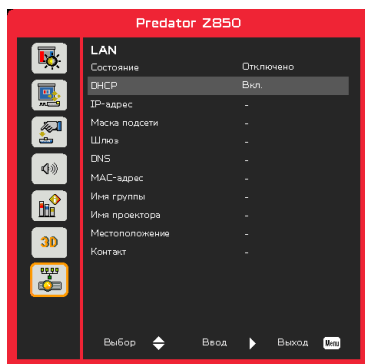 Predator Z850
LAN
Состояние Отключено
DHCP Вкл.
IP-адрес -
Маска подсети -
Шлюз -
DNS -
MAC-адрес -
Имя группы -
Имя проектора -
Местоположение -
Контакт -
3D
Выбор Ввод Выход Menu